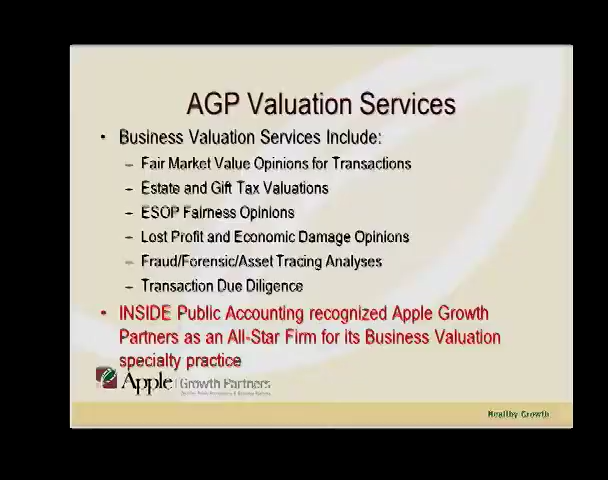 AGP Valuation Services
• Business Valuation Services Include:
– Fair Market Value Opinions for Transactions
– Estate and Gift Tax Valuations
– ESOP Fairness Opinions
– Lost Profit and Economic Damage Opinions
– Fraud/Forensic/Asset Tracing Analyses
– Transaction Due Diligence
• INSIDE Public Accounting recognized Apple Growth
Partners as an All-Star Firm for its Business Valuation
specialty practice
Apple Growth Partners
Healthy Growth